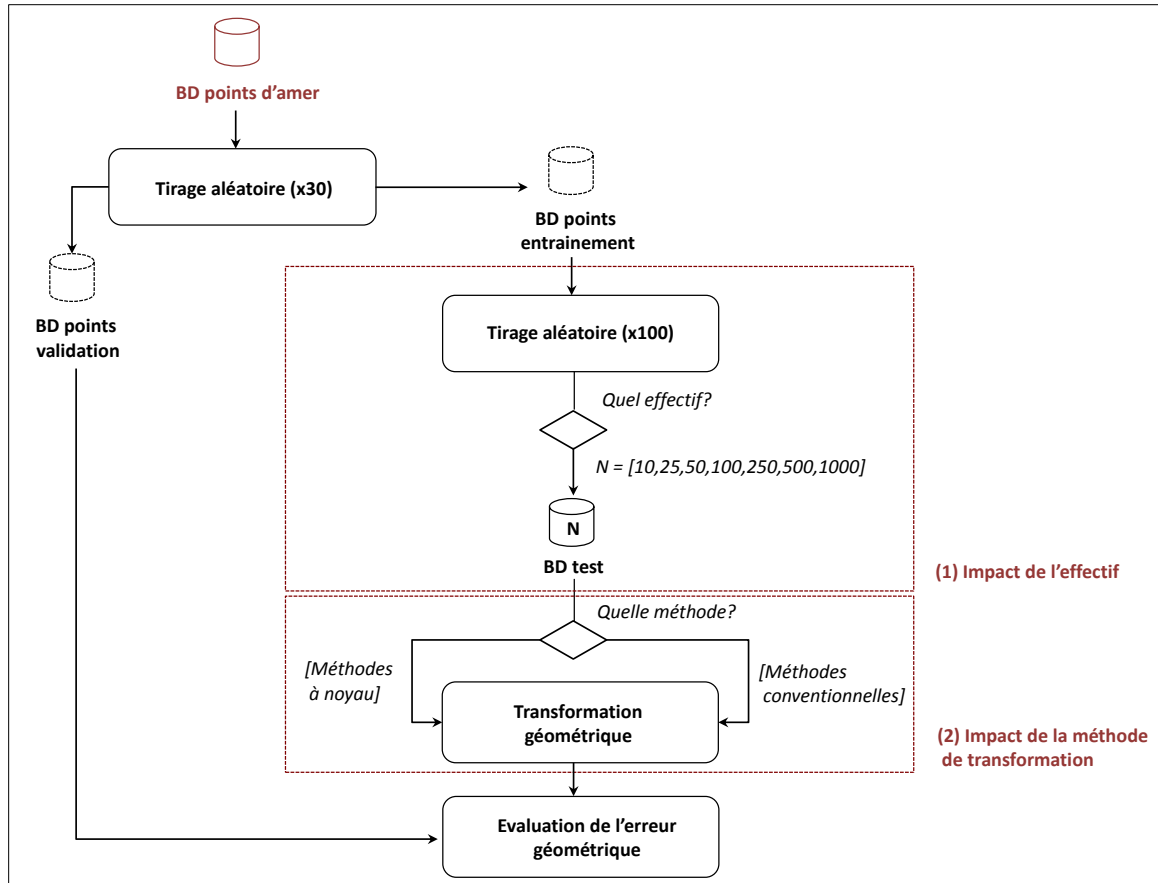 BD points d'amer
Tirage aléatoire (x30)
BD points
entrainement
BD points
validation
Tirage aléatoire (x100)
Quel effectif?
N = [10,25,50,100,250,500,1000]
N
BD test
(1) Impact de l'effectif
Quelle méthode?
[Méthodes
à noyau]
[Méthodes
conventionnelles]
Transformation
géométrique
(2) Impact de la méthode
de transformation
Evaluation de l'erreur
géométrique